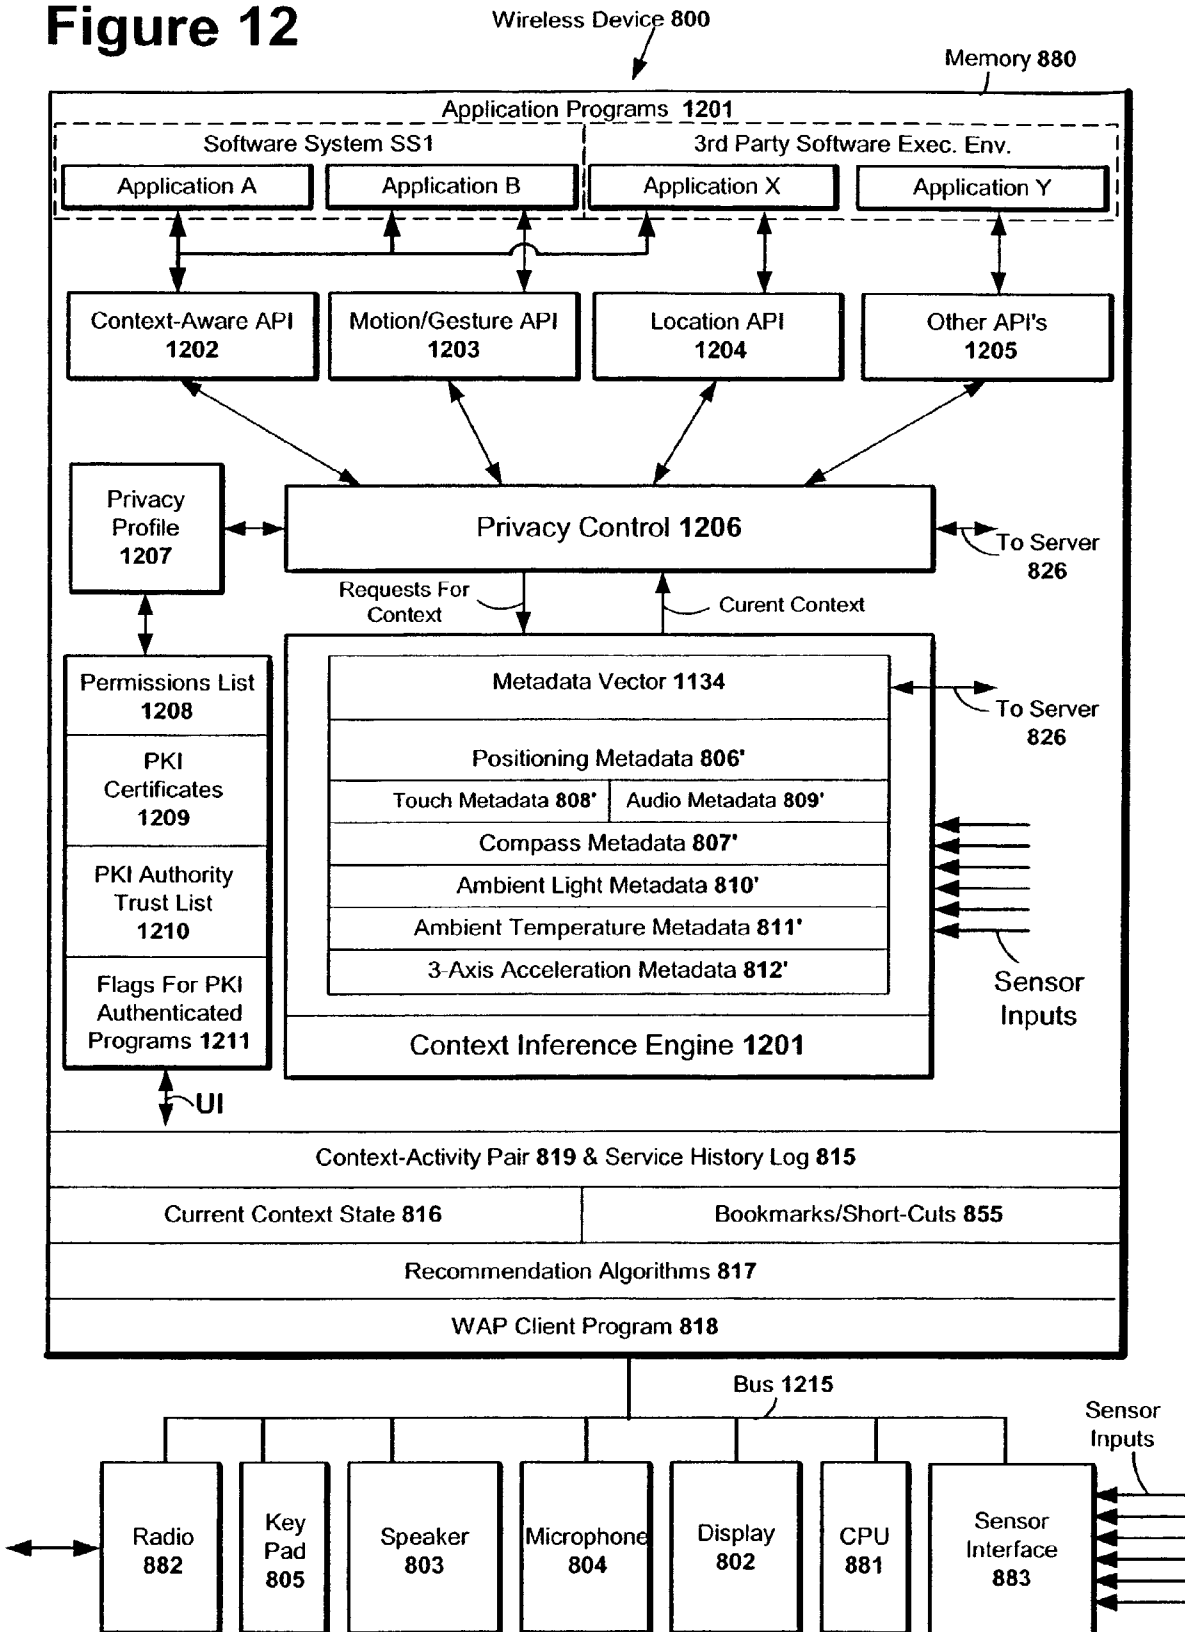 Figure 12
Wireless Device 800
Memory 880
Application Programs 1201
Software System SS1
3rd Party Software Exec. Env.
Application A
Application B
Application X
Application Y
Context-Aware API
1202
Motion/Gesture API
1203
Location API
1204
Other API's
1205
Privacy
Profile
1207
Privacy Control 1206
To Server
826
Requests For
Context
Curent Context
Permissions List
1208
PKI
Certificates
1209
PKI Authority
Trust List
1210
Flags For PKI
Authenticated
Programs 1211
UI
Metadata Vector 1134
To Server
826
Positioning Metadata 806'
Touch Metadata 808'
Audio Metadata 809'
Compass Metadata 807'
Ambient Light Metadata 810'
Ambient Temperature Metadata 811'
3-Axis Acceleration Metadata 812'
Sensor
Inputs
Context Inference Engine 1201
Context-Activity Pair 819 & Service History Log 815
Current Context State 816
Bookmarks/Short-Cuts 855
Recommendation Algorithms 817
WAP Client Program 818
Bus 1215
Sensor
Inputs
Radio
882
Key
Pad
805
Speaker
803
Microphone
804
Display
802
CPU
881
Sensor
Interface
883